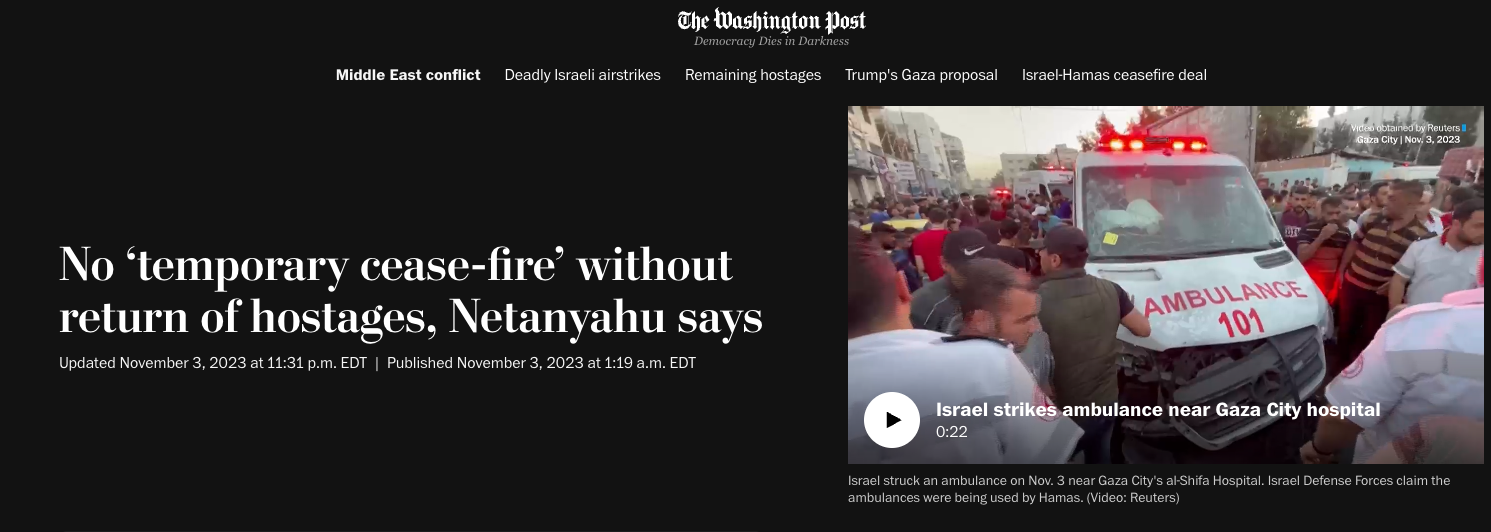 The Washington Post
Democracy Dies in Darkness
Middle East conflict Deadly Israeli airstrikes Remaining hostages Trump's Gaza proposal Israel-Hamas ceasefire deal
Video obtained by Reuters
Gaza City | Nov. 3, 2023
No ‘temporary cease-fire’ without
return of hostages, Netanyahu says
Updated November 3, 2023 at 11:31 p.m. EDT | Published November 3, 2023 at 1:19 a.m. EDT
AMBULANCE
101
Israel strikes ambulance near Gaza City hospital
0:22
Israel struck an ambulance on Nov. 3 near Gaza City's al-Shifa Hospital. Israel Defense Forces claim the
ambulances were being used by Hamas. (Video: Reuters)